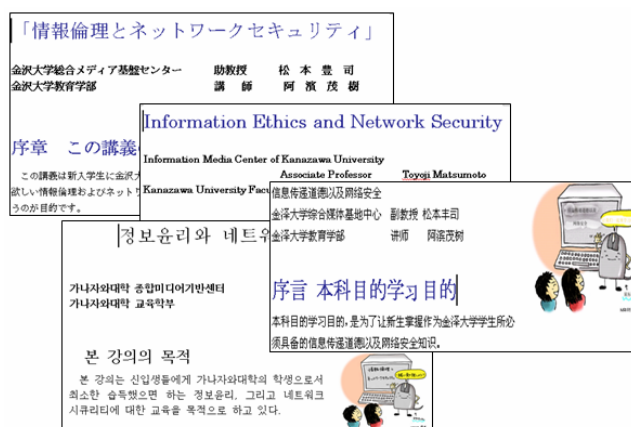 「情報倫理とネットワークセキュリティ」
金沢大学総合メディア基盤センター 助教授 松 本 豊 司
金沢大学教育学部 講 師 阿 濱 茂 樹
序章 この講義
この講義は新入学生に金沢
欲しい情報倫理およびネット
うのが目的です。
Information Ethics and Network Security
Information Media Center of Kanazawa University
Associate Professor Toyoji Matsumoto
Kanazawa University Facu
信息传递道德以及网络安全
金泽大学综合媒体基地中心 副教授 松本丰司
金泽大学教育学部 讲师 阿滨茂树
序言 本科目的学习目的
本科目的学习目的，是为了让新生掌握作为金泽大学学生所必
须具备的信息传递道德以及网络安全知识。
정보윤리와 네트워
가나자와대학 종합미디어기반센터
가나자와대학 교육학부
본 강의의 목적
본 강의는 신입생들에게 가나자와대학의 학생으로서
최소한 습득했으면 하는 정보윤리, 그리고 네트워크
시큐리티에 대한 교육을 목적으로 하고 있다.